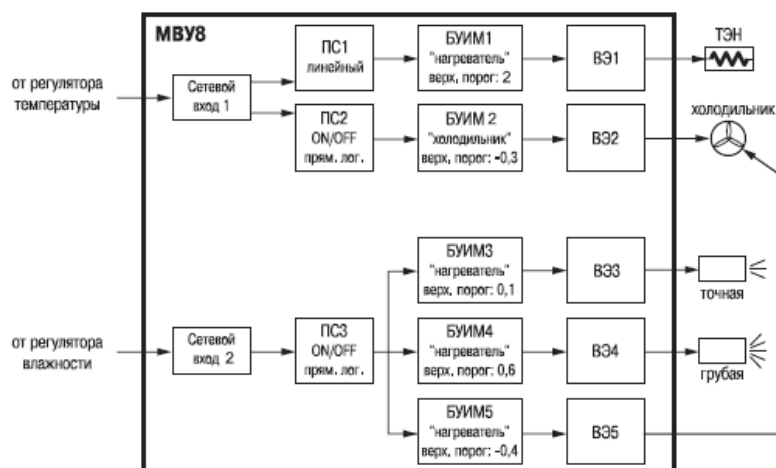 МВУ8
от регулятора
температуры
Сетевой
вход 1
ПС1
линейный
БУИМ1
"нагреватель"
верх. порог: 2
ВЭ1
ТЭН
ПС2
ON/OFF
прям. лог.
БУИМ 2
"холодильник"
верх. порог: -0,3
ВЭ2
холодильник
БУИМ3
"нагреватель"
верх. порог: 0,1
ВЭ3
точная
от регулятора
влажности
Сетевой
вход 2
ПС3
ON/OFF
прям. лог.
БУИМ4
"нагреватель"
верх. порог: 0,6
ВЭ4
грубая
БУИМ5
"нагреватель"
верх. порог: -0,4
ВЭ5